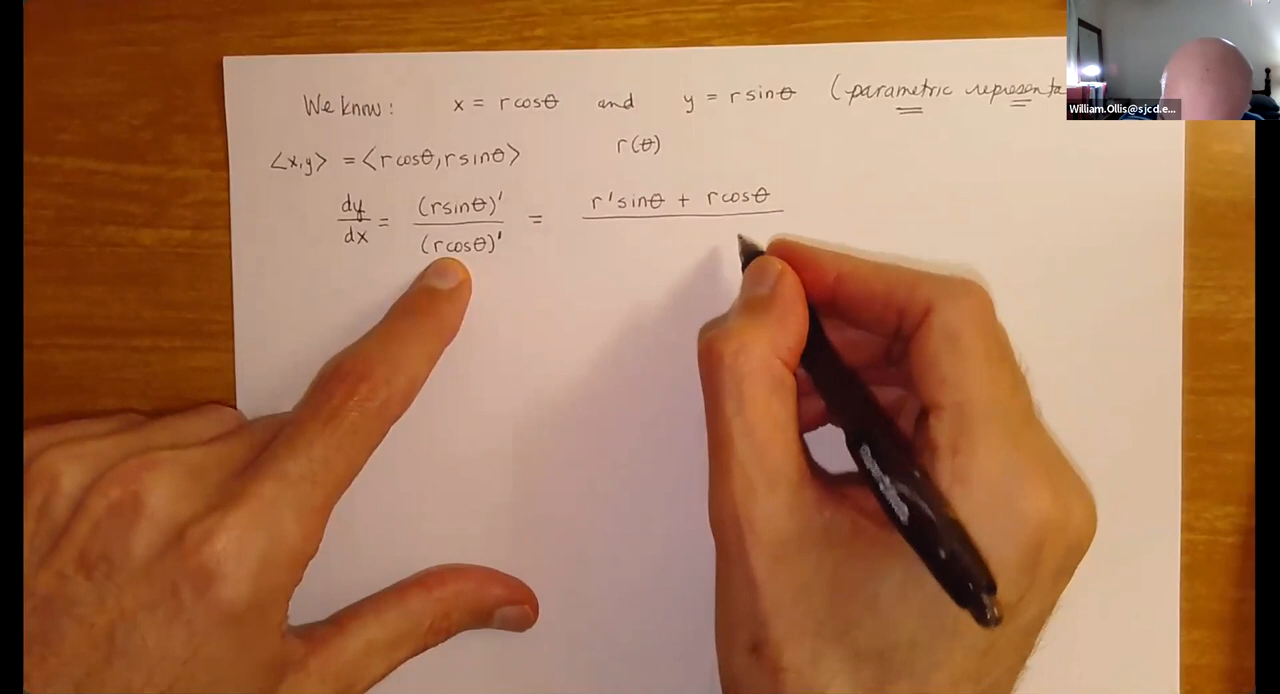 We know: x = r cosθ and y = r sinθ (parametric representa
William.Ollis@sjcd.e...
r(θ)
<x,y> = <r cosθ, r sinθ>
dy/dx = (r sinθ)'/(r cosθ)' = r' sinθ + r cosθ